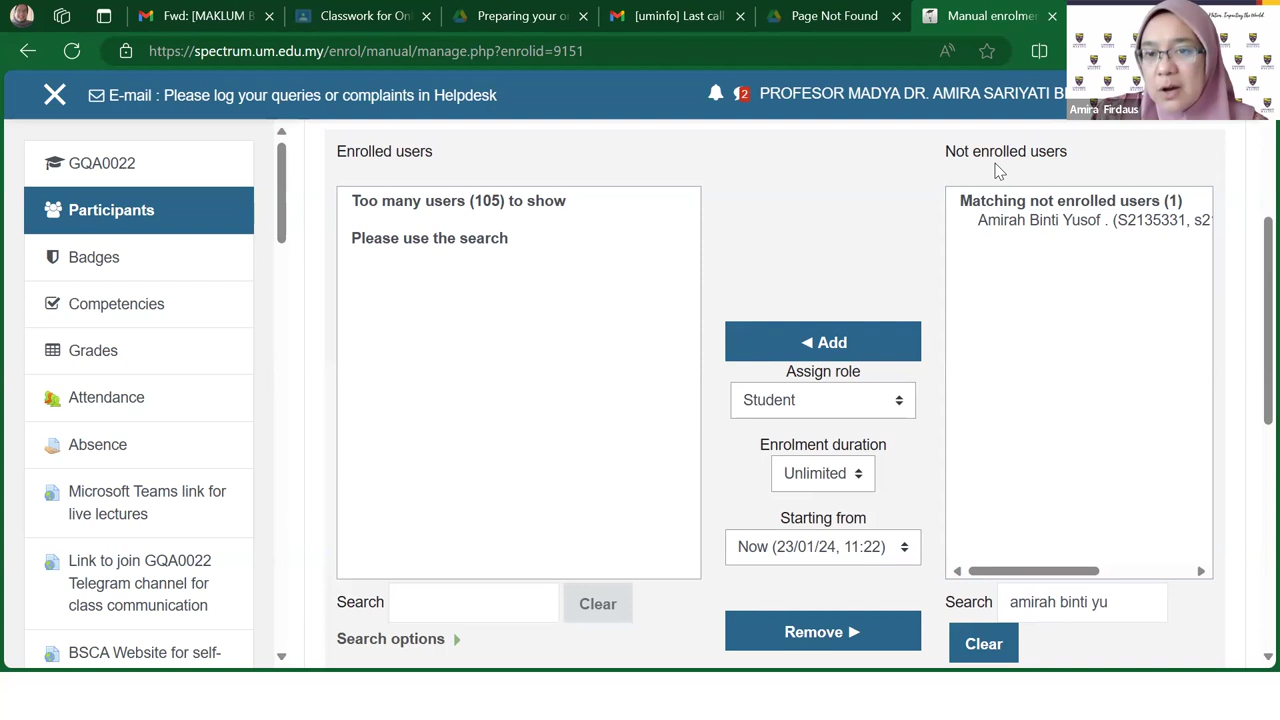 Fwd: [MAKLUM B
Classwork for Onl
Preparing your o
[uminfo] Last call
Page Not Found
Manual enrolme
https://spectrum.um.edu.my/enrol/manual/manage.php?enrolid=9151
E-mail : Please log your queries or complaints in Helpdesk
2
PROFESOR MADYA DR. AMIRA SARIYATI B
Amira Firdaus
GQA0022
Participants
Badges
Competencies
Grades
Attendance
Absence
Microsoft Teams link for
live lectures
Link to join GQA0022
Telegram channel for
class communication
BSCA Website for self-
Enrolled users
Too many users (105) to show
Please use the search
Search
Clear
Search options
Add
Assign role
Student
Enrolment duration
Unlimited
Starting from
Now (23/01/24, 11:22)
Remove
Not enrolled users
Matching not enrolled users (1)
Amirah Binti Yusof . (S2135331, s2
Search
amirah binti yu
Clear